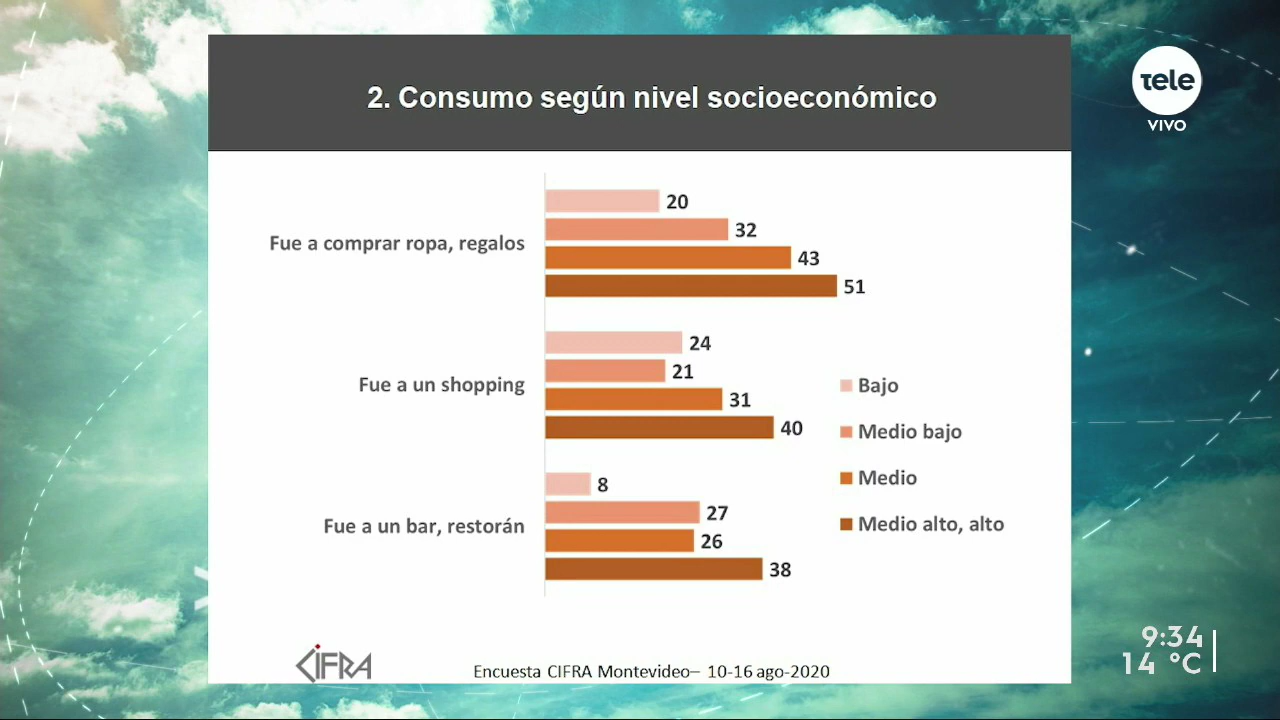 2. Consumo según nivel socioeconómico
tele
VIVO
Fue a comprar ropa, regalos
20
32
43
51
Fue a un shopping
24
21
31
40
Fue a un bar, restorán
8
27
26
38
Bajo
Medio bajo
Medio
Medio alto, alto
CIFRA
Encuesta CIFRA Montevideo– 10-16 ago-2020
9:34
14 °C